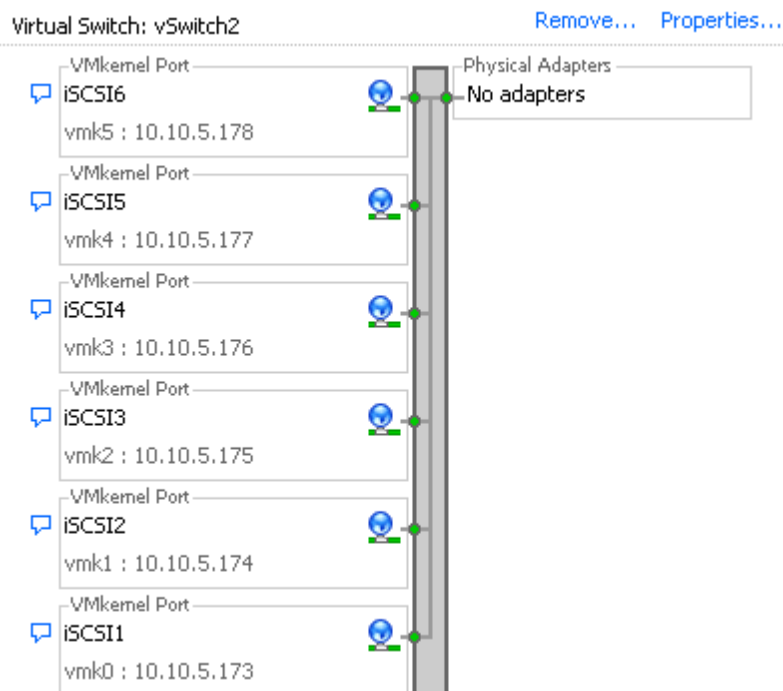 Virtual Switch: vSwitch2 Remove... Properties...
VMkernel Port Physical Adapters
iSCSI6 No adapters
vmk5 : 10.10.5.178
VMkernel Port
iSCSI5
vmk4 : 10.10.5.177
VMkernel Port
iSCSI4
vmk3 : 10.10.5.176
VMkernel Port
iSCSI3
vmk2 : 10.10.5.175
VMkernel Port
iSCSI2
vmk1 : 10.10.5.174
VMkernel Port
iSCSI1
vmk0 : 10.10.5.173